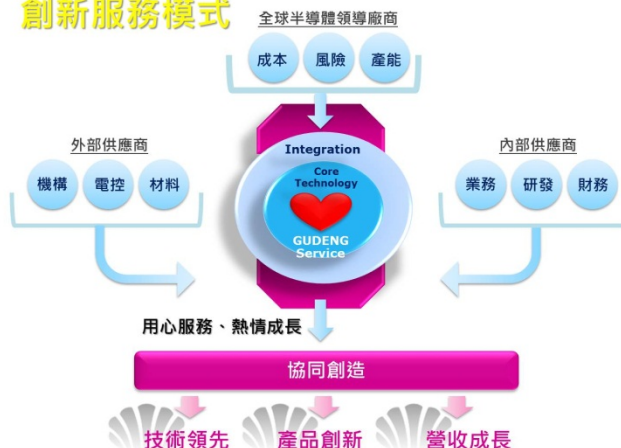 創新服務模式
全球半導體領導廠商
成本 風險 產能
外部供應商
機構 電控 材料
內部供應商
業務 研發 財務
Integration
Core
Technology
GUDENG
Service
用心服務、熱情成長
協同創造
技術領先 產品創新 營收成長